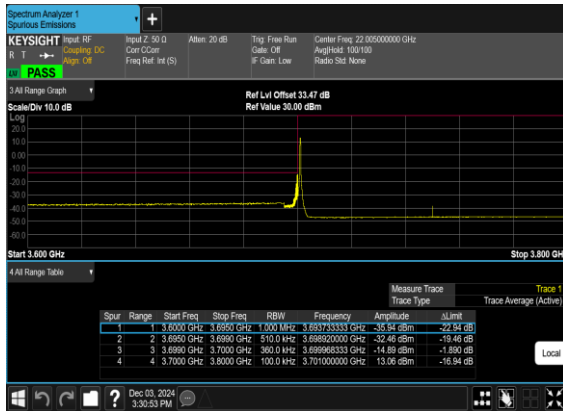 Spectrum Analyzer 1
Spurious Emissions
KEYSIGHT
R T
PASS
Input: RF
Coupling: DC
Align: Off
Input Z: 50 Ω
Corr CCorr
Freq Ref: Int (S)
Atten: 20 dB
Trig: Free Run
Gate: Off
IF Gain: Low
Center Freq: 22.005000000 GHz
Avg|Hold: 100/100
Radio Std: None
3 All Range Graph
Scale/Div 10.0 dB
Ref Lvl Offset 33.47 dB
Ref Value 30.00 dBm
Log
20.0
10.0
0.00
-10.0
-20.0
-30.0
-40.0
-50.0
-60.0
Start 3.600 GHz
Stop 3.800 GH
4 All Range Table
Measure Trace Trace 1
Trace Type Trace Average (Active)
Spur Range Start Freq Stop Freq RBW Frequency Amplitude ΔLimit
1 1 3.6000 GHz 3.6950 GHz 1.000 MHz 3.693733333 GHz -35.94 dBm -22.94 dB
2 2 3.6950 GHz 3.6990 GHz 510.0 kHz 3.698920000 GHz -32.46 dBm -19.46 dB
3 3 3.6990 GHz 3.7000 GHz 360.0 kHz 3.699968333 GHz -14.89 dBm -1.890 dB
4 4 3.7000 GHz 3.8000 GHz 100.0 kHz 3.701000000 GHz 13.06 dBm -16.94 dB
Local
?
Dec 03, 2024
3:30:53 PM